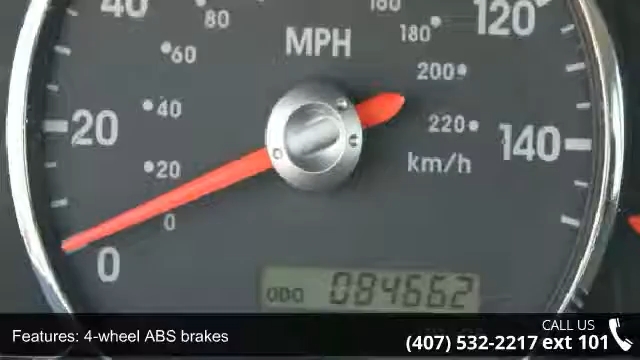 40
80
160
120
MPH
60
180
200
40
220
20
140
km/h
20
0
0
ODO 084662
Features: 4-wheel ABS brakes
CALL US
(407) 532-2217 ext 101